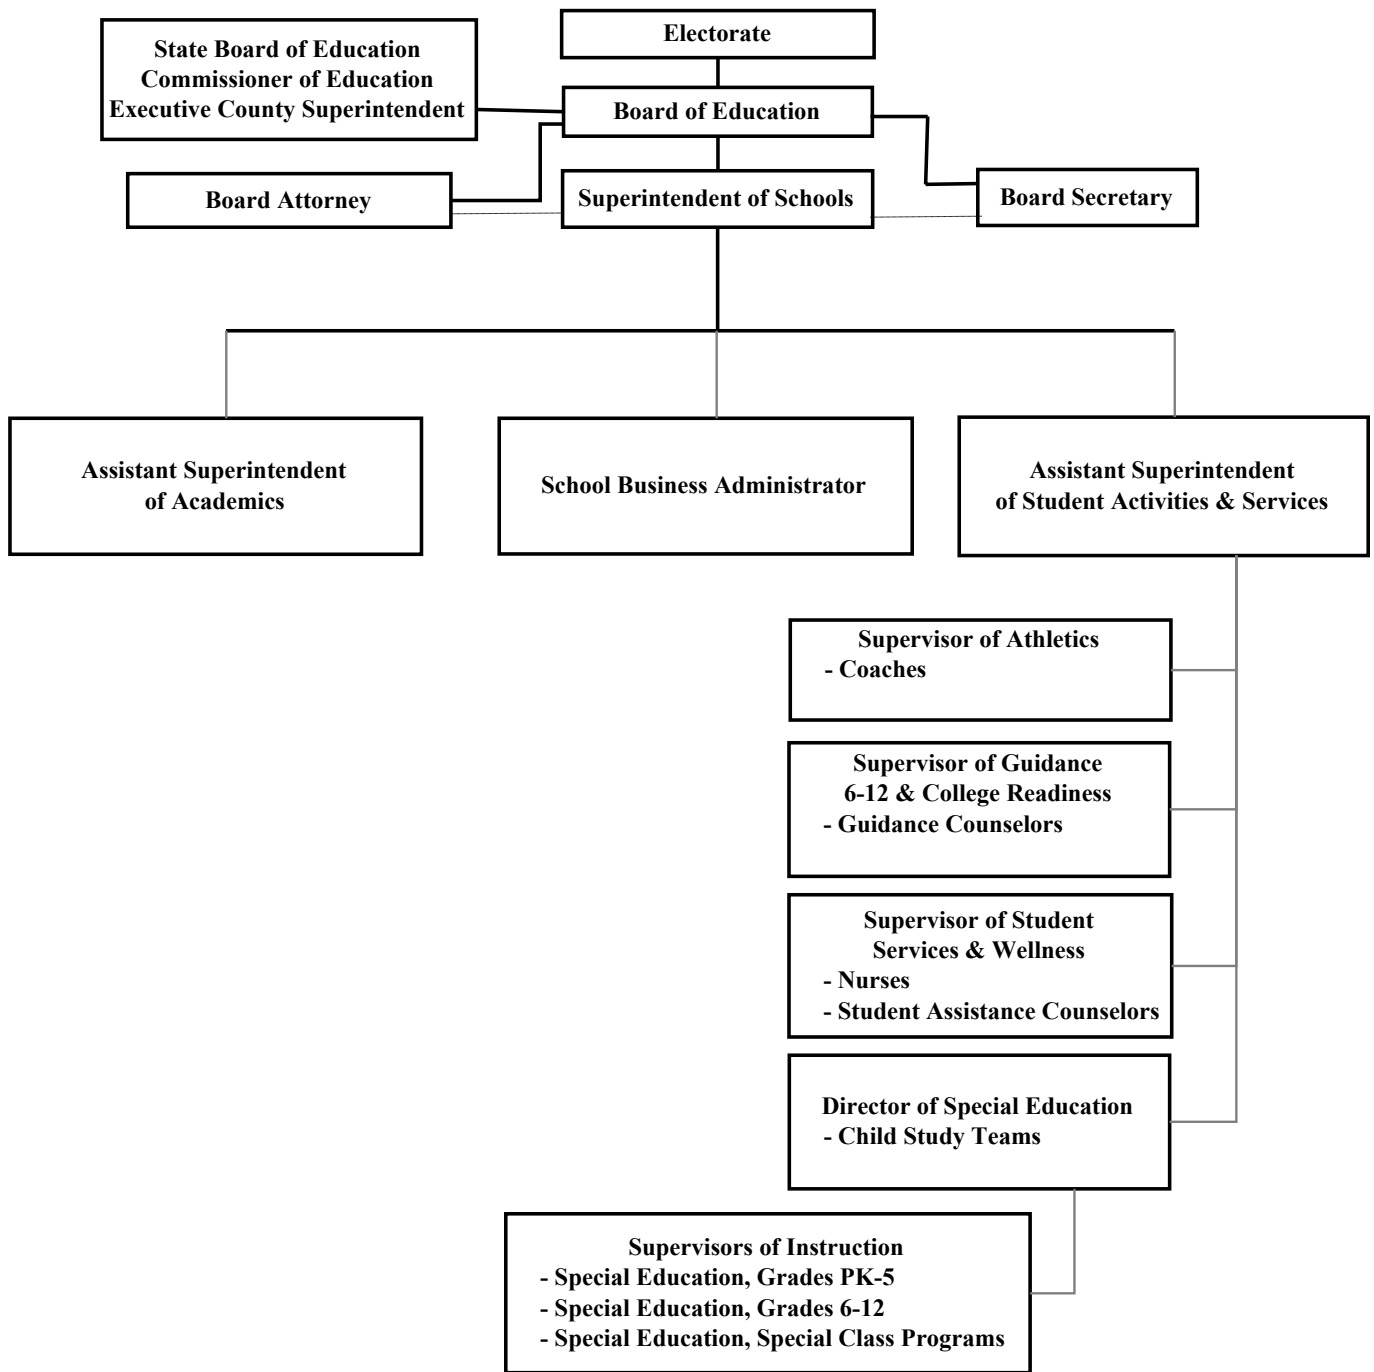 Electorate
State Board of Education
Commissioner of Education
Executive County Superintendent
Board of Education
Board Attorney
Superintendent of Schools
Board Secretary
Assistant Superintendent
of Academics
School Business Administrator
Assistant Superintendent
of Student Activities & Services
Supervisor of Athletics
- Coaches
Supervisor of Guidance
6-12 & College Readiness
- Guidance Counselors
Supervisor of Student
Services & Wellness
- Nurses
- Student Assistance Counselors
Director of Special Education
- Child Study Teams
Supervisors of Instruction
- Special Education, Grades PK-5
- Special Education, Grades 6-12
- Special Education, Special Class Programs